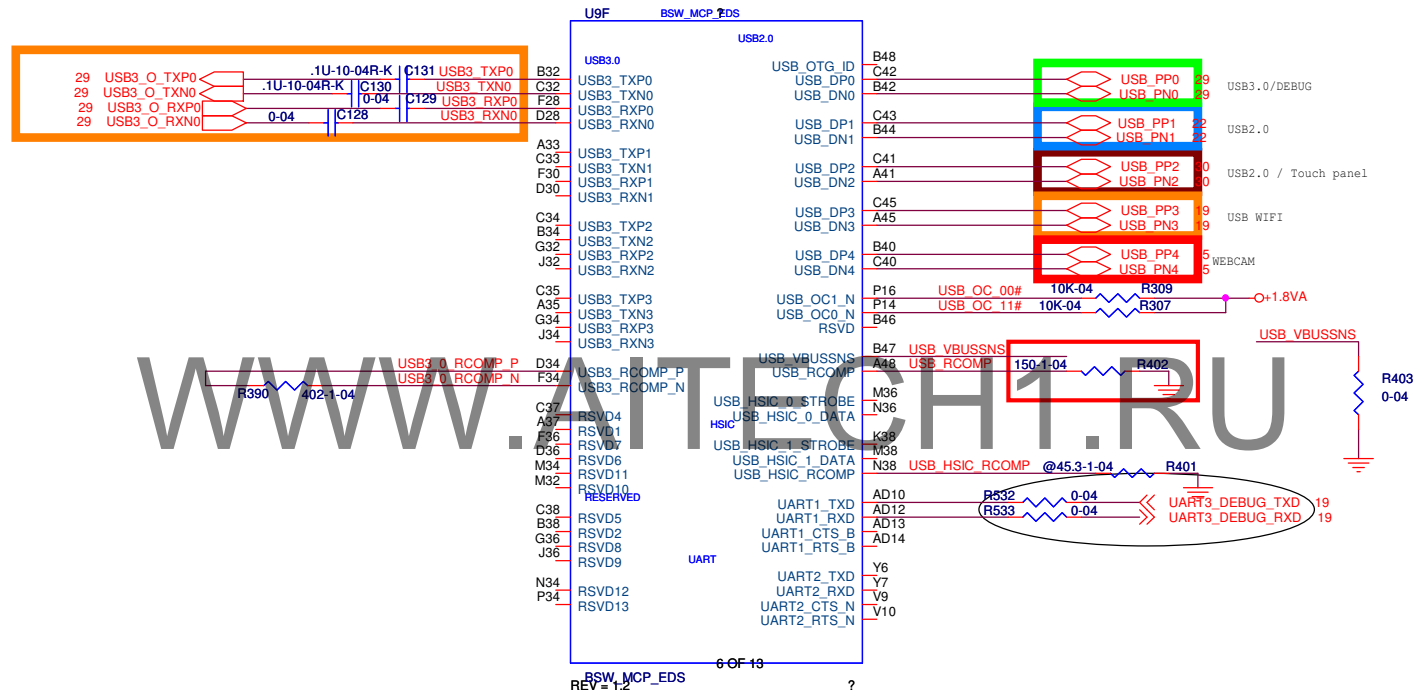 U9F BSW_MCP_EDS ?
USB2.0
USB3.0
29 USB3_O_TXP0 .1U-10-04R-K C131 USB3_TXP0 B32 USB3_TXP0
29 USB3_O_TXN0 .1U-10-04R-K C130 USB3_TXN0 C32 USB3_TXN0
29 USB3_O_RXP0 0-04 C129 USB3_RXP0 F28 USB3_RXP0
29 USB3_O_RXN0 0-04 C128 USB3_RXN0 D28 USB3_RXN0
A33 USB3_TXP1
C33 USB3_TXN1
F30 USB3_RXP1
D30 USB3_RXN1
C34 USB3_TXP2
B34 USB3_TXN2
G32 USB3_RXP2
J32 USB3_RXN2
C35 USB3_TXP3
A35 USB3_TXN3
G34 USB3_RXP3
J34 USB3_RXN3
USB3_0_RCOMP_P D34 USB3_RCOMP_P
USB3_0_RCOMP_N F34 USB3_RCOMP_N
R390 402-1-04
C37 RSVD4
A37 RSVD1
F36 RSVD7
D36 RSVD6
M34 RSVD11
M32 RSVD10
RESERVED
C38 RSVD5
B38 RSVD2
G36 RSVD8
J36 RSVD9
N34 RSVD12
P34 RSVD13
USB_OTG_ID B48
USB_DP0 C42 USB_PP0 29
USB_DN0 B42 USB_PN0 29
USB3.0/DEBUG
USB_DP1 C43 USB_PP1 22
USB_DN1 B44 USB_PN1 22
USB2.0
USB_DP2 C41 USB_PP2 30
USB_DN2 A41 USB_PN2 30
USB2.0 / Touch panel
USB_DP3 C45 USB_PP3 19
USB_DN3 A45 USB_PN3 19
USB WIFI
USB_DP4 B40 USB_PP4 5
USB_DN4 C40 USB_PN4 5
WEBCAM
USB_OC1_N P16 USB_OC_00# 10K-04 R309 +1.8VA
USB_OC0_N P14 USB_OC_11# 10K-04 R307
RSVD B46
USB_VBUSSNS B47 USB_VBUSSNS
USB_RCOMP A48 USB_RCOMP 150-1-04 R402
USB_VBUSSNS
R403
0-04
USB_HSIC_0_STROBE M36
USB_HSIC_0_DATA N36
HSIC
USB_HSIC_1_STROBE K38
USB_HSIC_1_DATA M38
USB_HSIC_RCOMP N38 USB_HSIC_RCOMP @45.3-1-04 R401
UART1_TXD AD10 R532 0-04 UART3_DEBUG_TXD 19
UART1_RXD AD12 R533 0-04 UART3_DEBUG_RXD 19
UART1_CTS_B AD13
UART1_RTS_B AD14
UART
UART2_TXD Y6
UART2_RXD Y7
UART2_CTS_N V9
UART2_RTS_N V10
6 OF 13
BSW_MCP_EDS
REV = 1.2 ?
WWW.AITECH1.RU